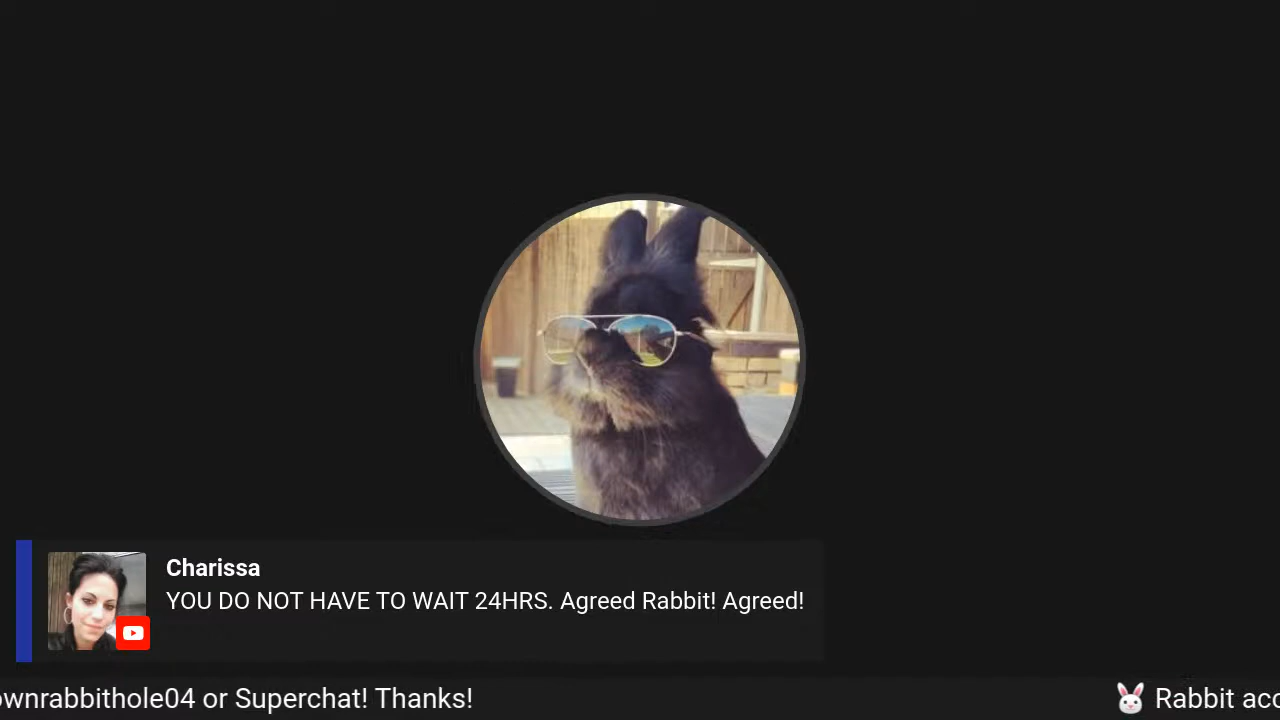 Charissa
YOU DO NOT HAVE TO WAIT 24HRS. Agreed Rabbit! Agreed!
ownrabbithole04 or Superchat! Thanks!
Rabbit acc